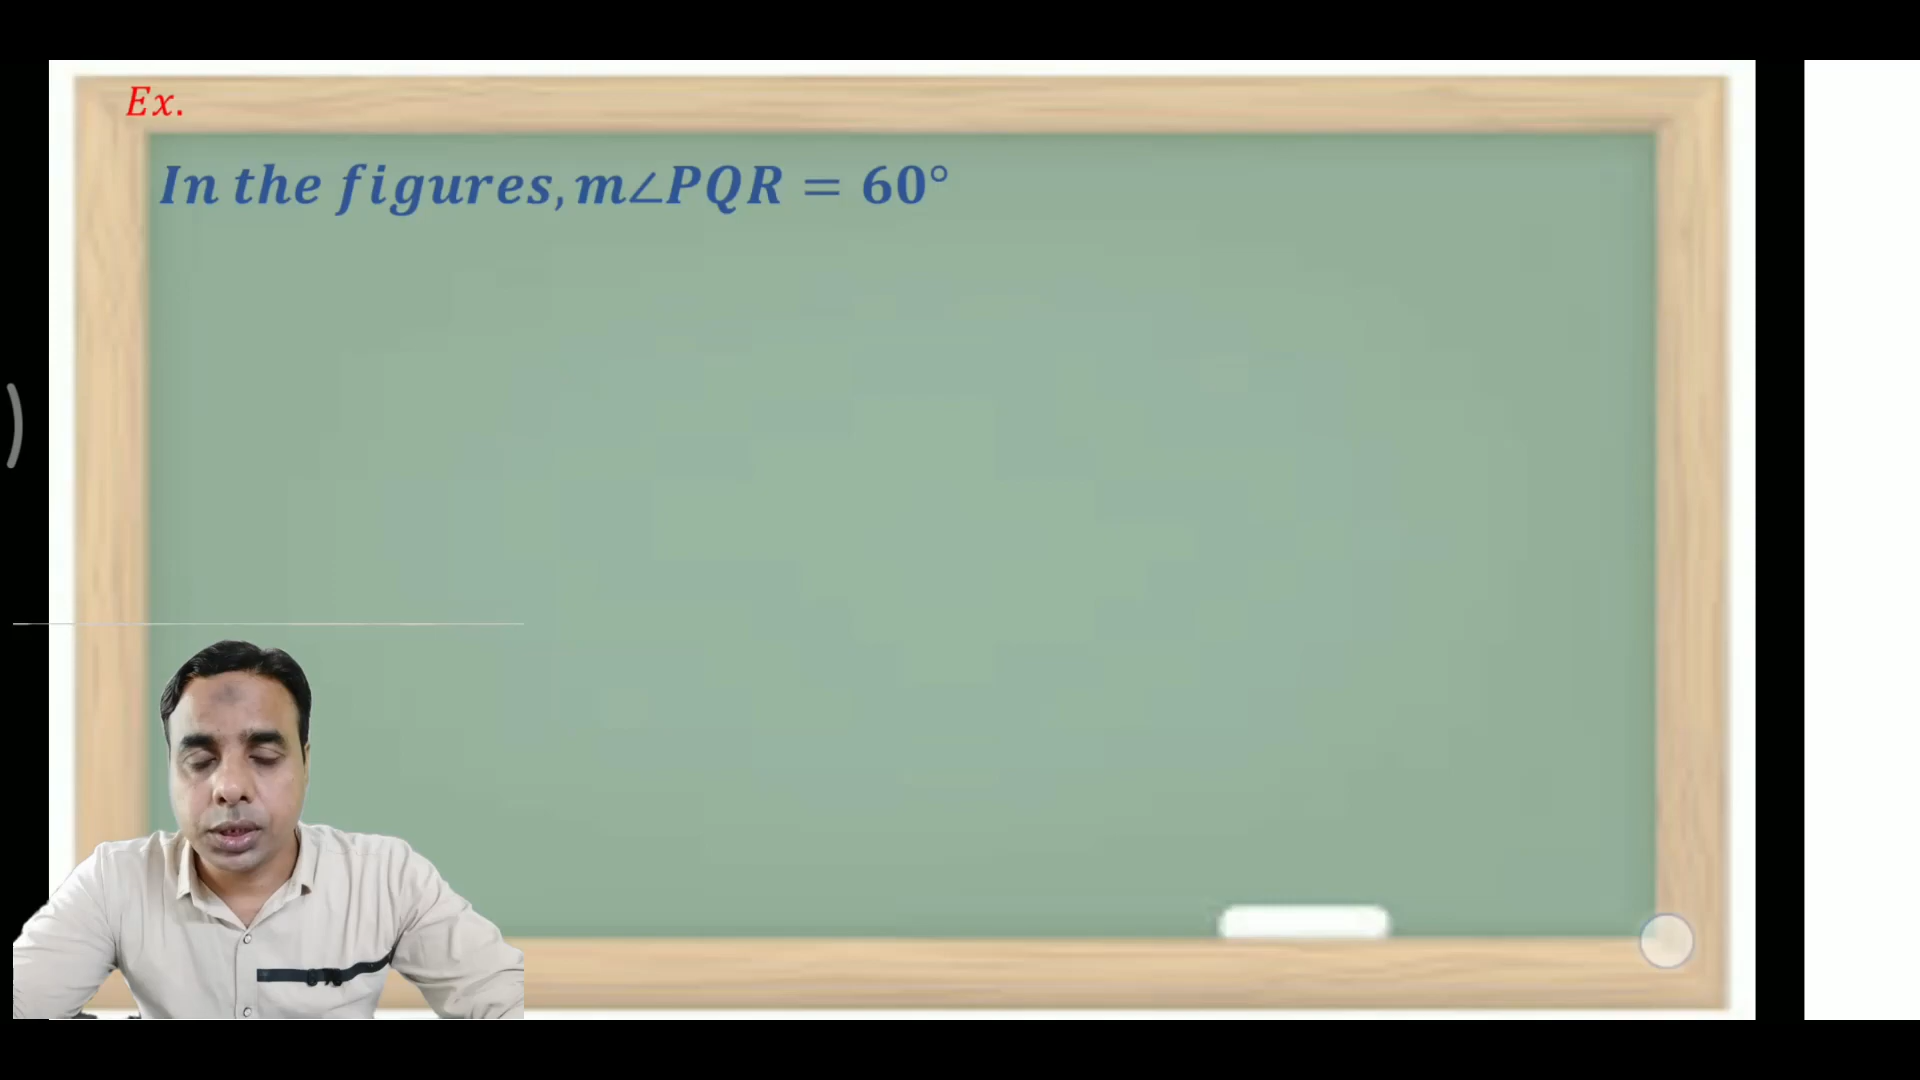 Ex.
In the figures, m∠PQR = 60°